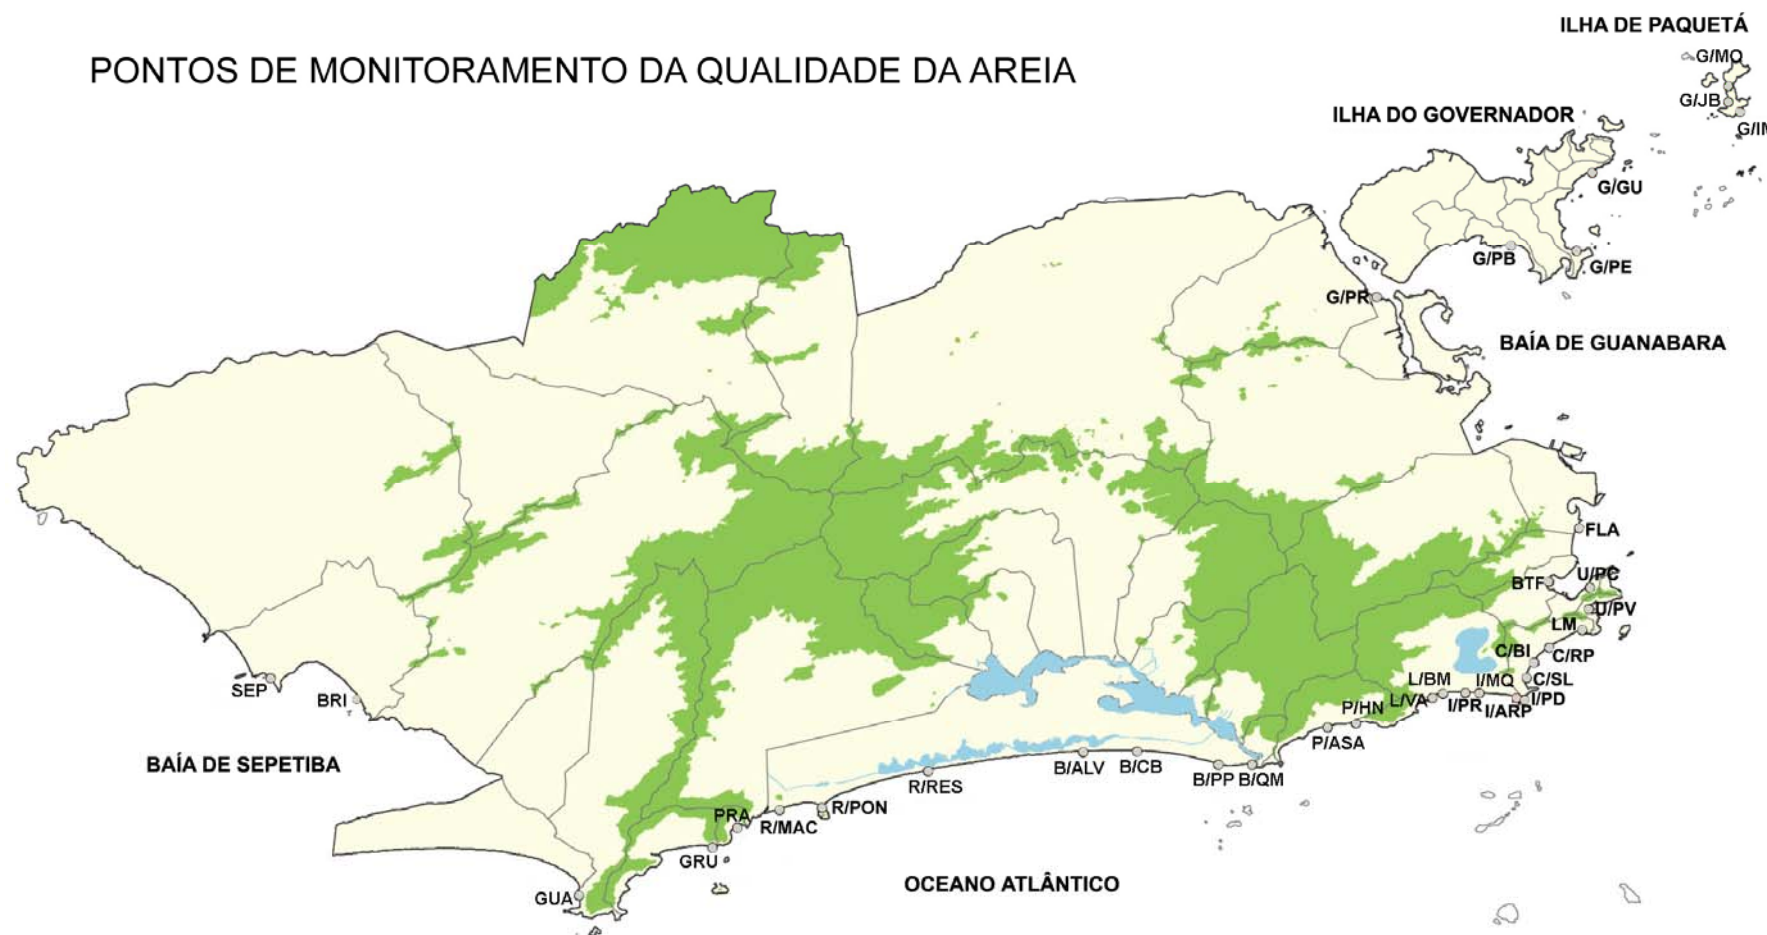 ILHA DE PAQUETÁ
G/MO
PONTOS DE MONITORAMENTO DA QUALIDADE DA AREIA
G/JB
ILHA DO GOVERNADOR
G/GU
G/PB
G/PE
G/PR
BAÍA DE GUANABARA
FLA
BTF
U/PC
U/PV
LM
C/BI
C/RP
L/BM
I/MQ
C/SL
SEP
BRI
P/HN
L/VA
I/PR
I/ARP
I/PD
P/ASA
BAÍA DE SEPETIBA
B/ALV
B/CB
B/PP
B/QM
R/RES
PRA
R/MAC
R/PON
GRU
GUA
OCEANO ATLÂNTICO